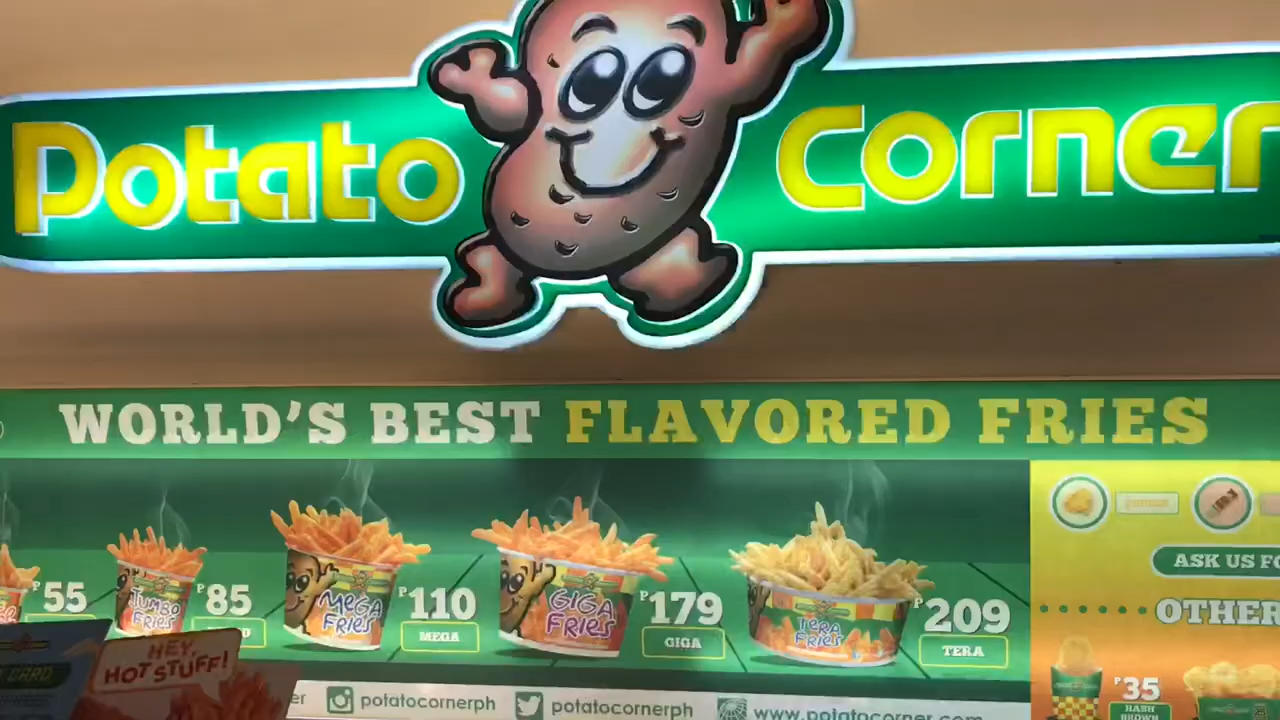 Potato Corner
WORLD'S BEST FLAVORED FRIES
₱55
JUMBO FRIES
₱85
MEGA FRIES
₱110
MEGA
GIGA FRIES
₱179
GIGA
TERA FRIES
₱209
TERA
ASK US FO
OTHER
₱35
HASH
BROWN
HEY,
HOT STUFF!
CARD
er
potatocornerph
potatocornerph
www.potatocorner.com